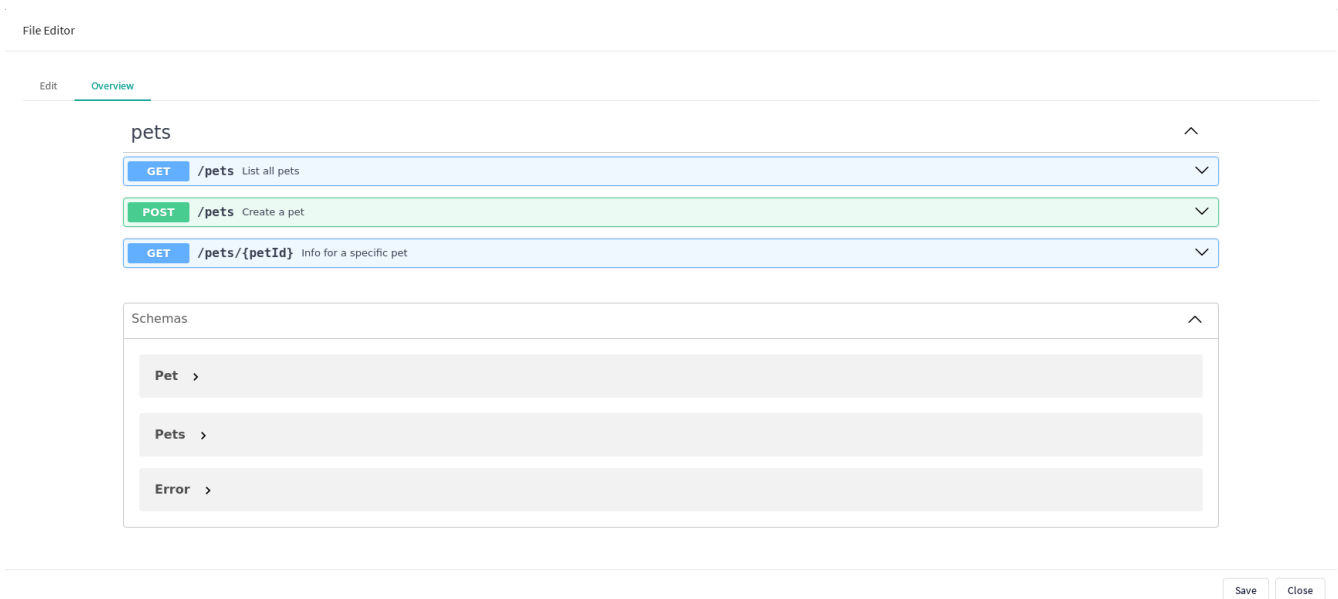 File Editor
Edit Overview
pets
GET /pets List all pets
POST /pets Create a pet
GET /pets/{petId} Info for a specific pet
Schemas
Pet
Pets
Error
Save Close